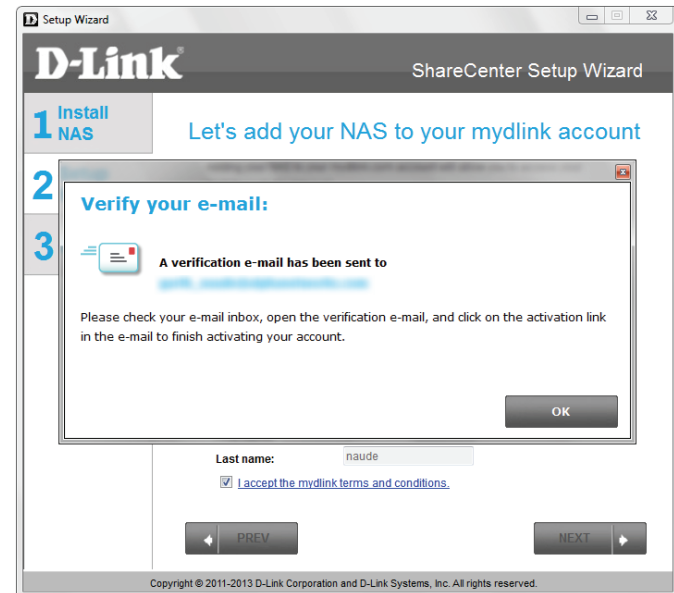 Setup Wizard
D-Link
ShareCenter Setup Wizard
1 Install
NAS
Let's add your NAS to your mydlink account
2
Verify your e-mail:
3
A verification e-mail has been sent to
Please check your e-mail inbox, open the verification e-mail, and click on the activation link
in the e-mail to finish activating your account.
OK
Last name: naude
I accept the mydlink terms and conditions.
PREV NEXT
Copyright © 2011-2013 D-Link Corporation and D-Link Systems, Inc. All rights reserved.